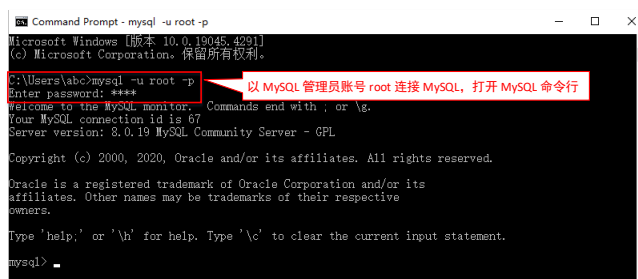 Command Prompt - mysql -u root -p
Microsoft Windows [版本 10.0.19045.4291]
(c) Microsoft Corporation。保留所有权利。
C:\Users\abc>mysql -u root -p
以 MySQL 管理员账号 root 连接 MySQL，打开 MySQL 命令行
Enter password: ****
Welcome to the MySQL monitor.  Commands end with ; or \g.
Your MySQL connection id is 67
Server version: 8.0.19 MySQL Community Server - GPL
Copyright (c) 2000, 2020, Oracle and/or its affiliates. All rights reserved.
Oracle is a registered trademark of Oracle Corporation and/or its
affiliates. Other names may be trademarks of their respective
owners.
Type 'help;' or '\h' for help. Type '\c' to clear the current input statement.
mysql>